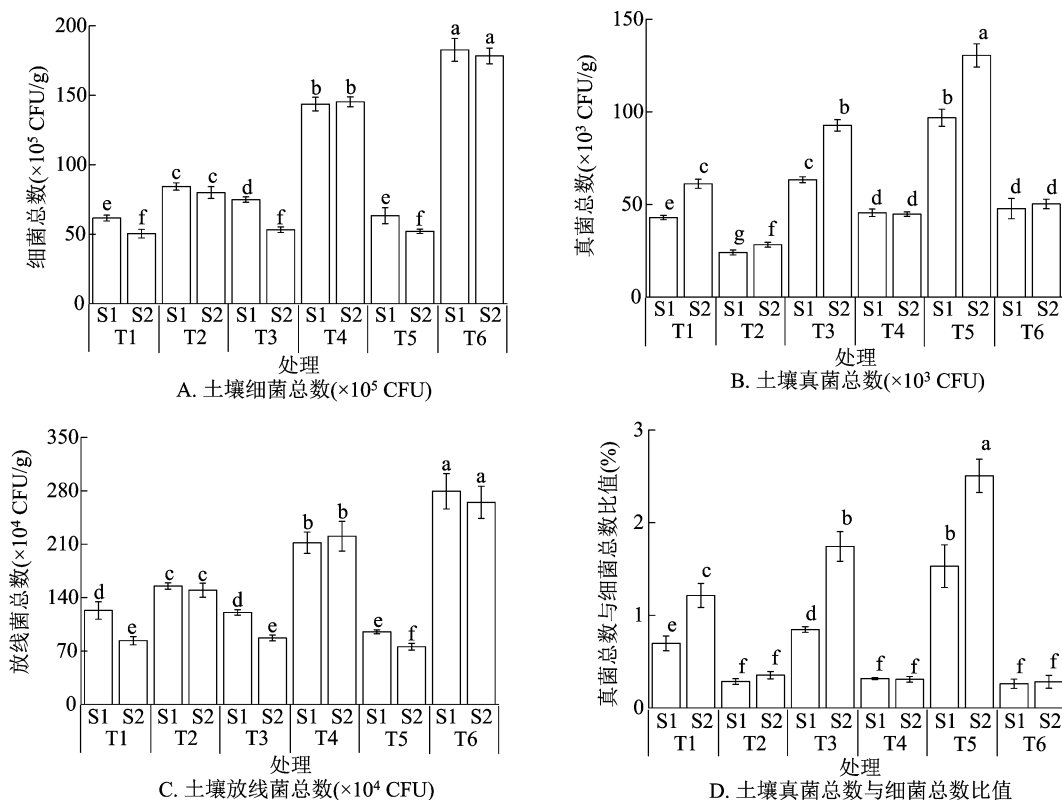 200
150
100
50
0
细菌总数(×10⁵ CFU/g)
e f c c d f b b e f a a
S1 S2 S1 S2 S1 S2 S1 S2 S1 S2 S1 S2
T1 T2 T3 T4 T5 T6
处理
A. 土壤细菌总数(×10⁵ CFU)
150
100
50
0
真菌总数(×10³ CFU/g)
e c g f c b d d b a d d
S1 S2 S1 S2 S1 S2 S1 S2 S1 S2 S1 S2
T1 T2 T3 T4 T5 T6
处理
B. 土壤真菌总数(×10³ CFU)
350
280
210
140
70
0
放线菌总数(×10⁴ CFU/g)
d e c c d e b b e f a a
S1 S2 S1 S2 S1 S2 S1 S2 S1 S2 S1 S2
T1 T2 T3 T4 T5 T6
处理
C. 土壤放线菌总数(×10⁴ CFU)
3
2
1
0
真菌总数与细菌总数比值(%)
e c f f d b f f b a f f
S1 S2 S1 S2 S1 S2 S1 S2 S1 S2 S1 S2
T1 T2 T3 T4 T5 T6
处理
D. 土壤真菌总数与细菌总数比值